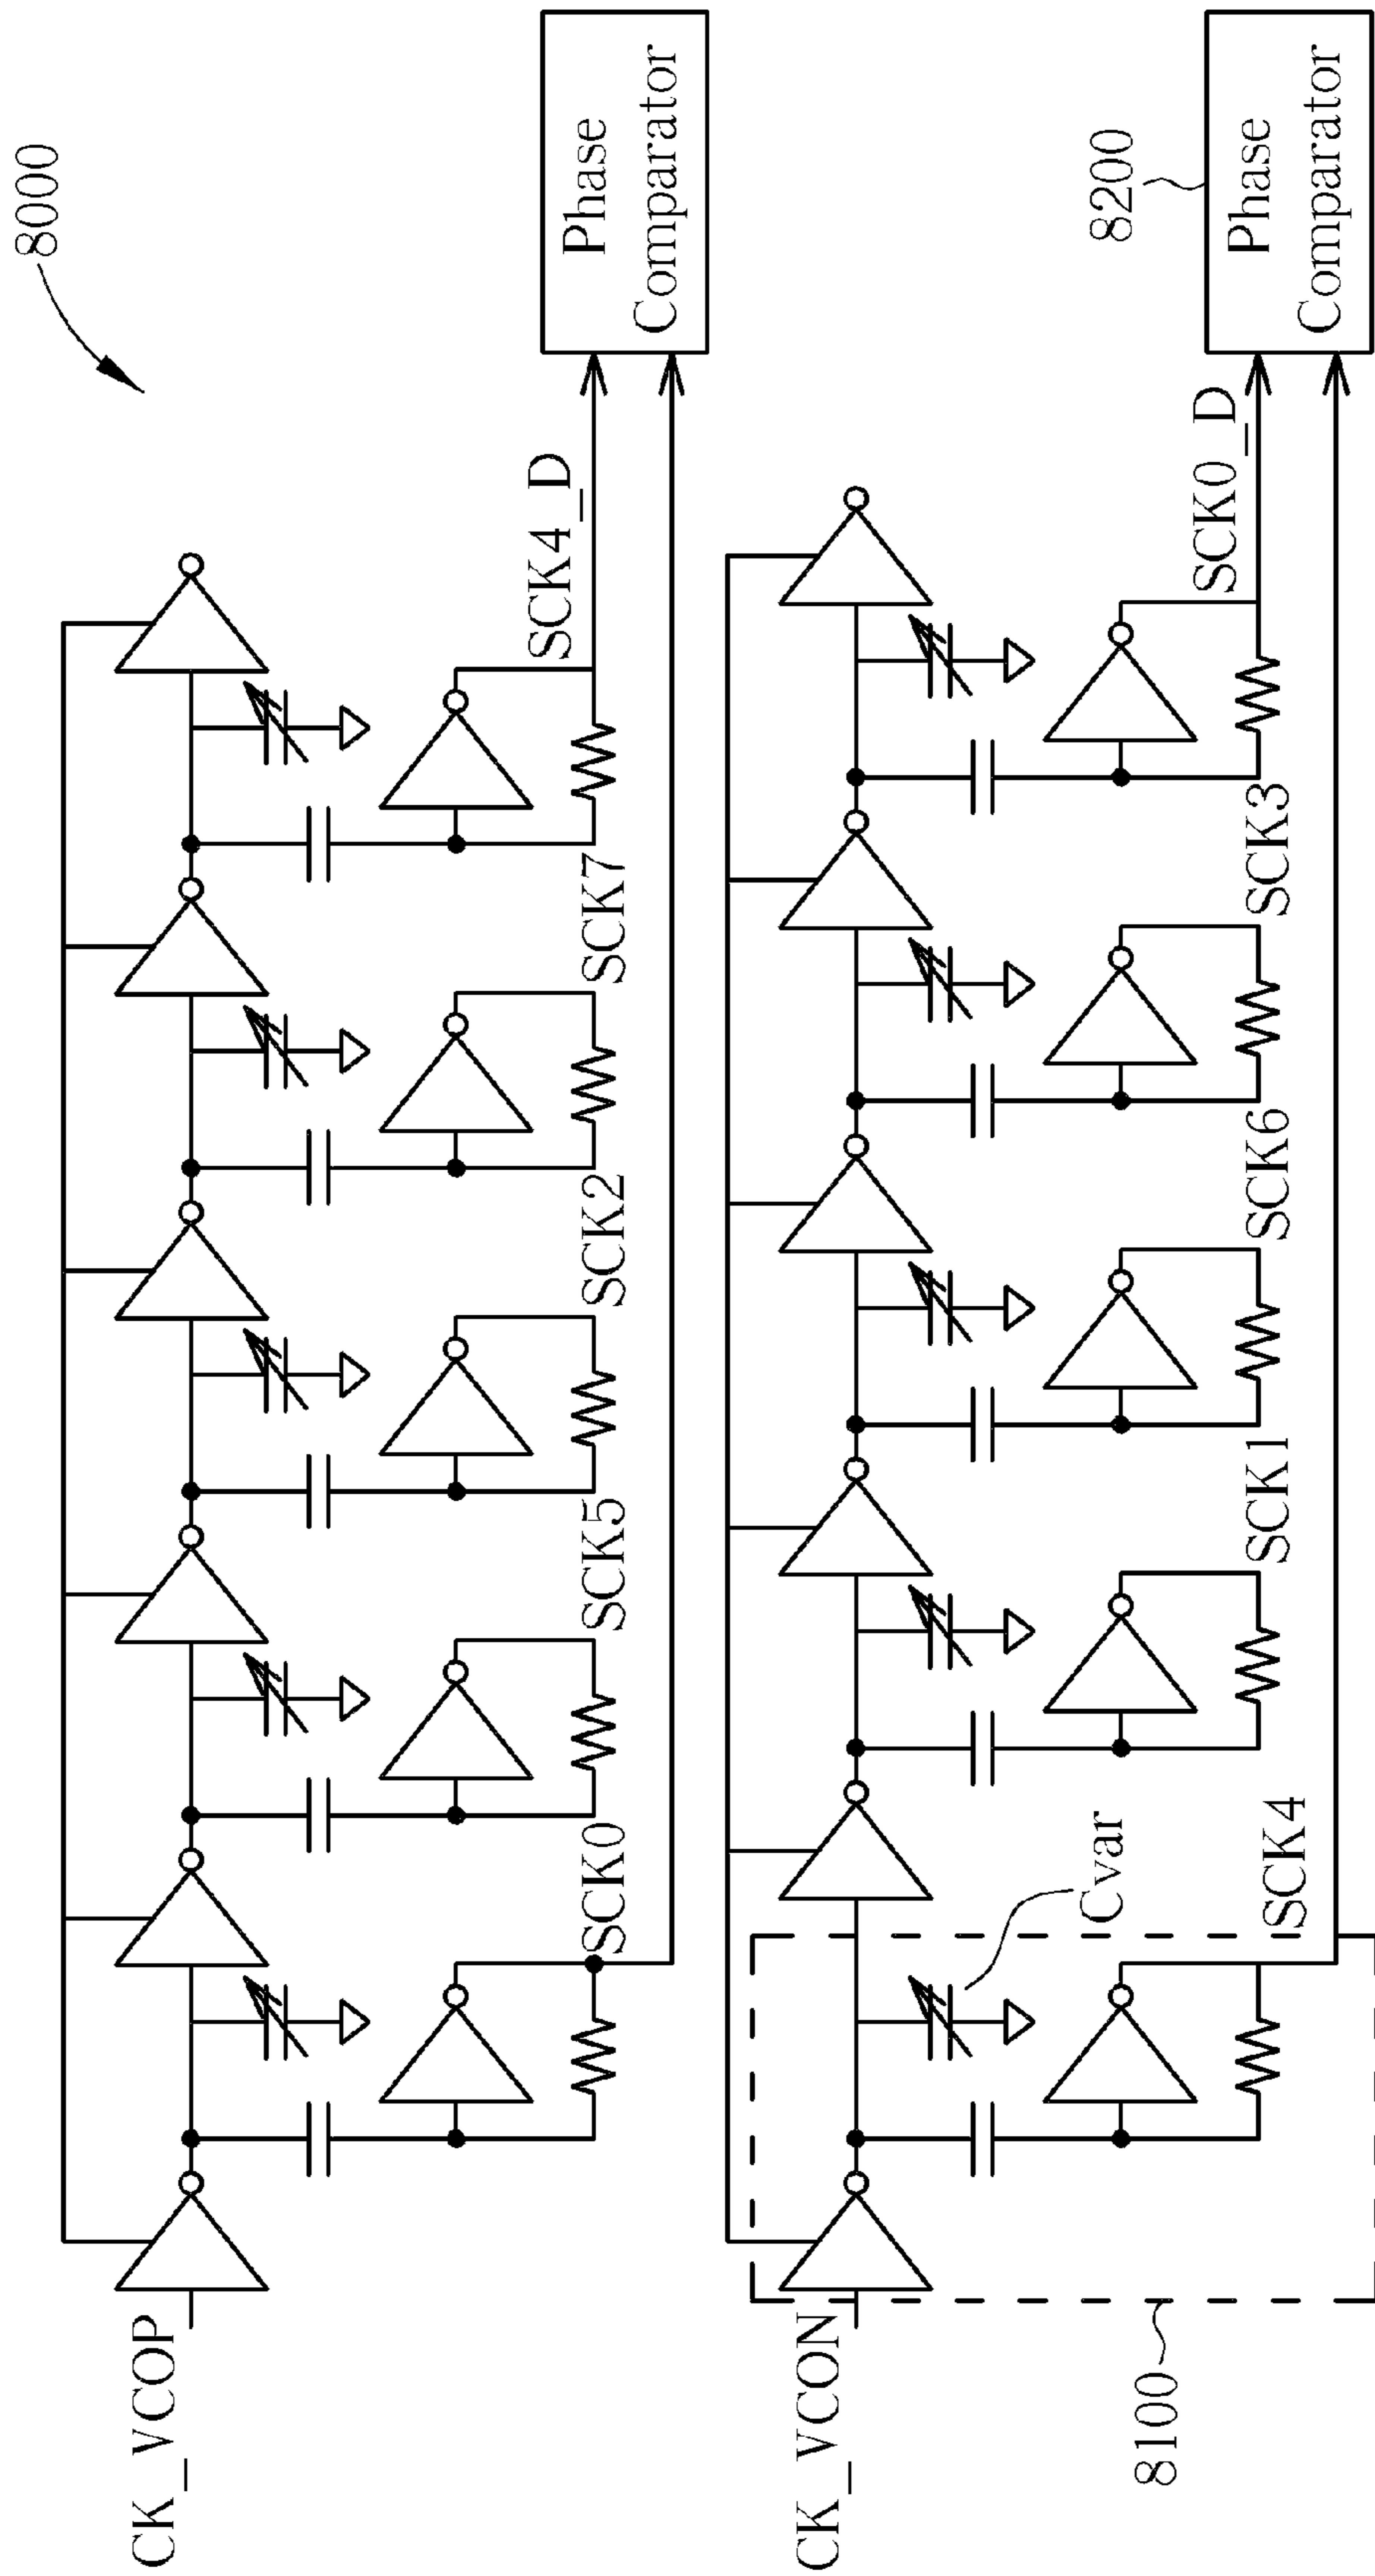 8000
CK_VCOP
SCK0
SCK5
SCK2
SCK7
SCK4_D
Phase
Comparator
CK_VCON
Cvar
SCK4
SCK1
SCK6
SCK3
SCK0_D
Phase
Comparator
8100
8200